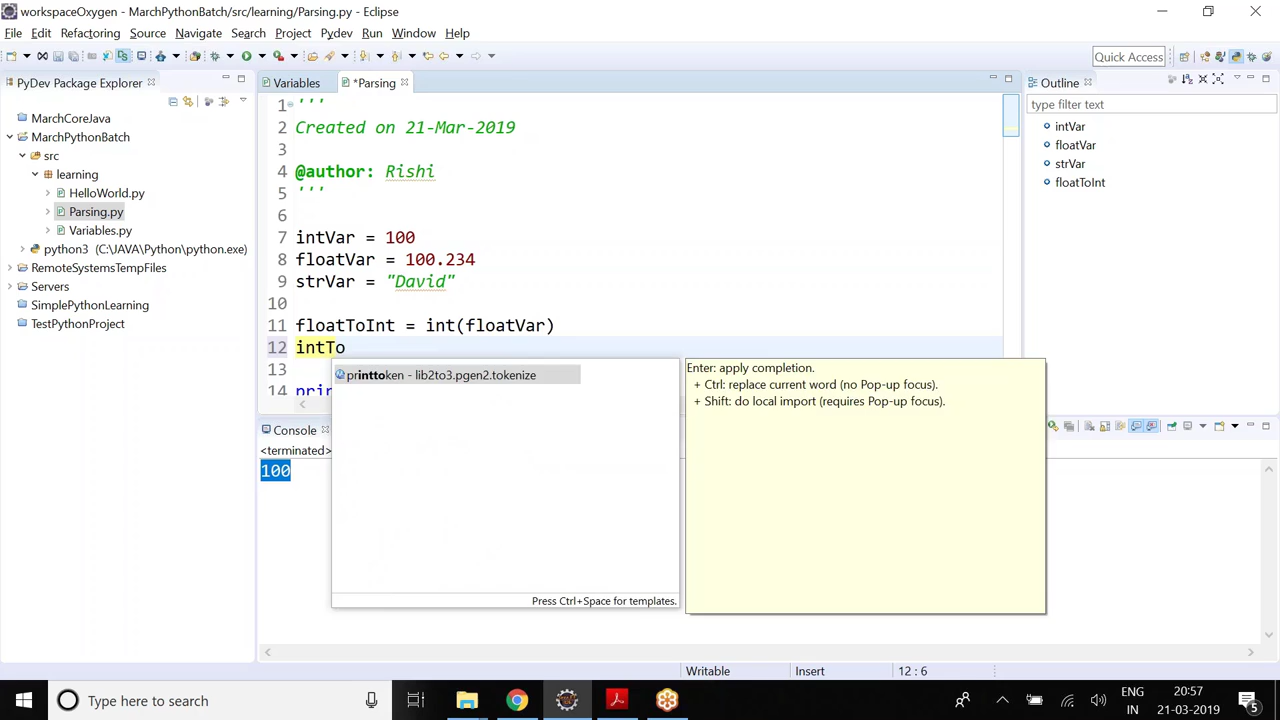 workspaceOxygen - MarchPythonBatch/src/learning/Parsing.py - Eclipse
File Edit Refactoring Source Navigate Search Project Pydev Run Window Help
Quick Access
PyDev Package Explorer
MarchCoreJava
MarchPythonBatch
src
learning
HelloWorld.py
Parsing.py
Variables.py
python3 (C:\JAVA\Python\python.exe)
RemoteSystemsTempFiles
Servers
SimplePythonLearning
TestPythonProject
Variables
*Parsing
1 '''
2 Created on 21-Mar-2019
3
4 @author: Rishi
5 '''
6
7 intVar = 100
8 floatVar = 100.234
9 strVar = "David"
10
11 floatToInt = int(floatVar)
12 intTo
13
14 prin
printtoken - lib2to3.pgen2.tokenize
Press Ctrl+Space for templates.
Enter: apply completion.
+ Ctrl: replace current word (no Pop-up focus).
+ Shift: do local import (requires Pop-up focus).
Outline
type filter text
intVar
floatVar
strVar
floatToInt
Console
<terminated>
100
Writable
Insert
12 : 6
Type here to search
ENG
IN
20:57
21-03-2019
5